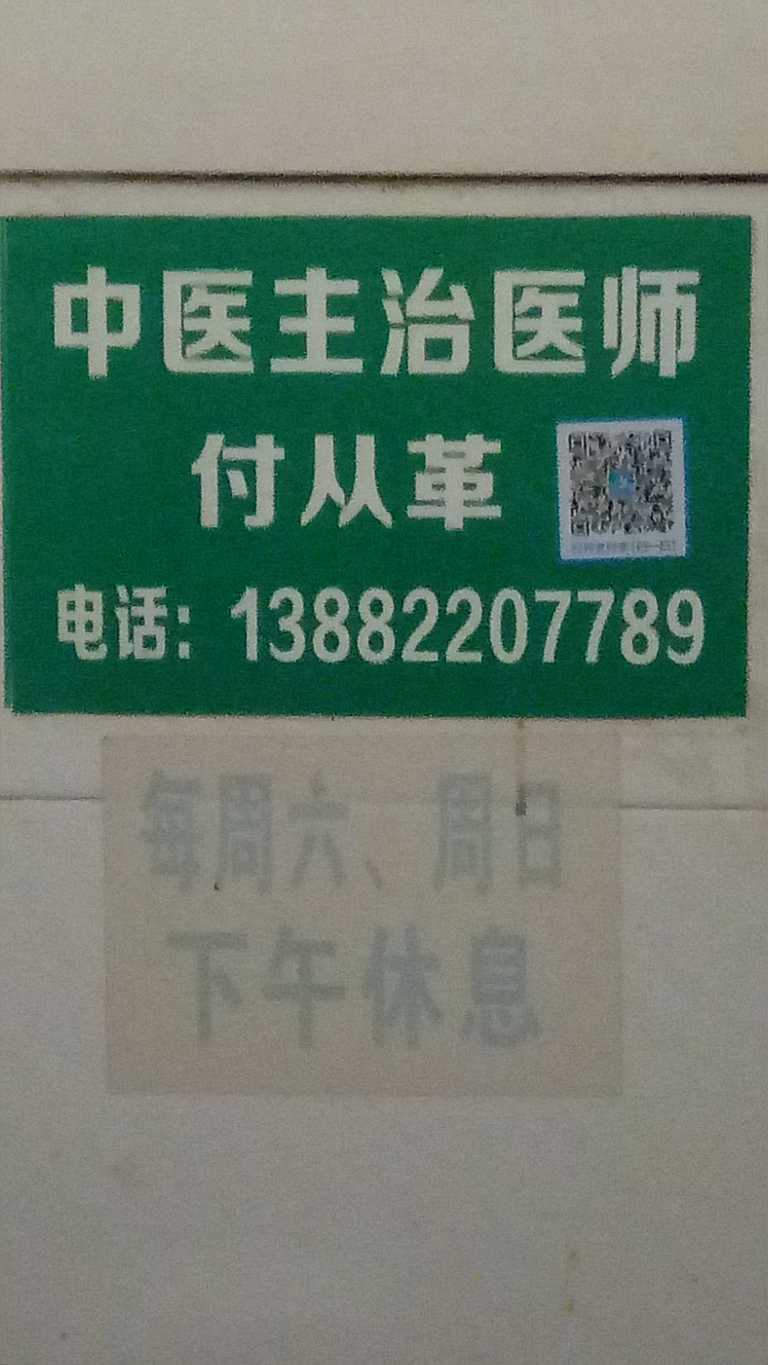 中医主治医师
付从革
电话：13882207789
每周六、周日
下午休息